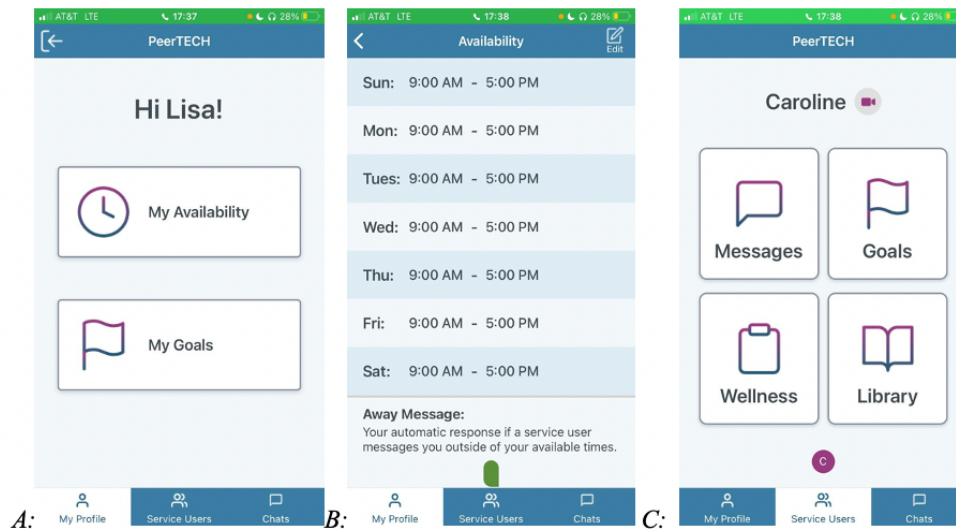 AT&T LTE 17:37 28%
PeerTECH
Hi Lisa!
My Availability
My Goals
My Profile Service Users Chats
A:
AT&T LTE 17:38 28%
Availability Edit
Sun: 9:00 AM - 5:00 PM
Mon: 9:00 AM - 5:00 PM
Tues: 9:00 AM - 5:00 PM
Wed: 9:00 AM - 5:00 PM
Thu: 9:00 AM - 5:00 PM
Fri: 9:00 AM - 5:00 PM
Sat: 9:00 AM - 5:00 PM
Away Message:
Your automatic response if a service user
messages you outside of your available times.
My Profile Service Users Chats
B:
AT&T LTE 17:38 28%
PeerTECH
Caroline
Messages Goals
Wellness Library
C
My Profile Service Users Chats
C: